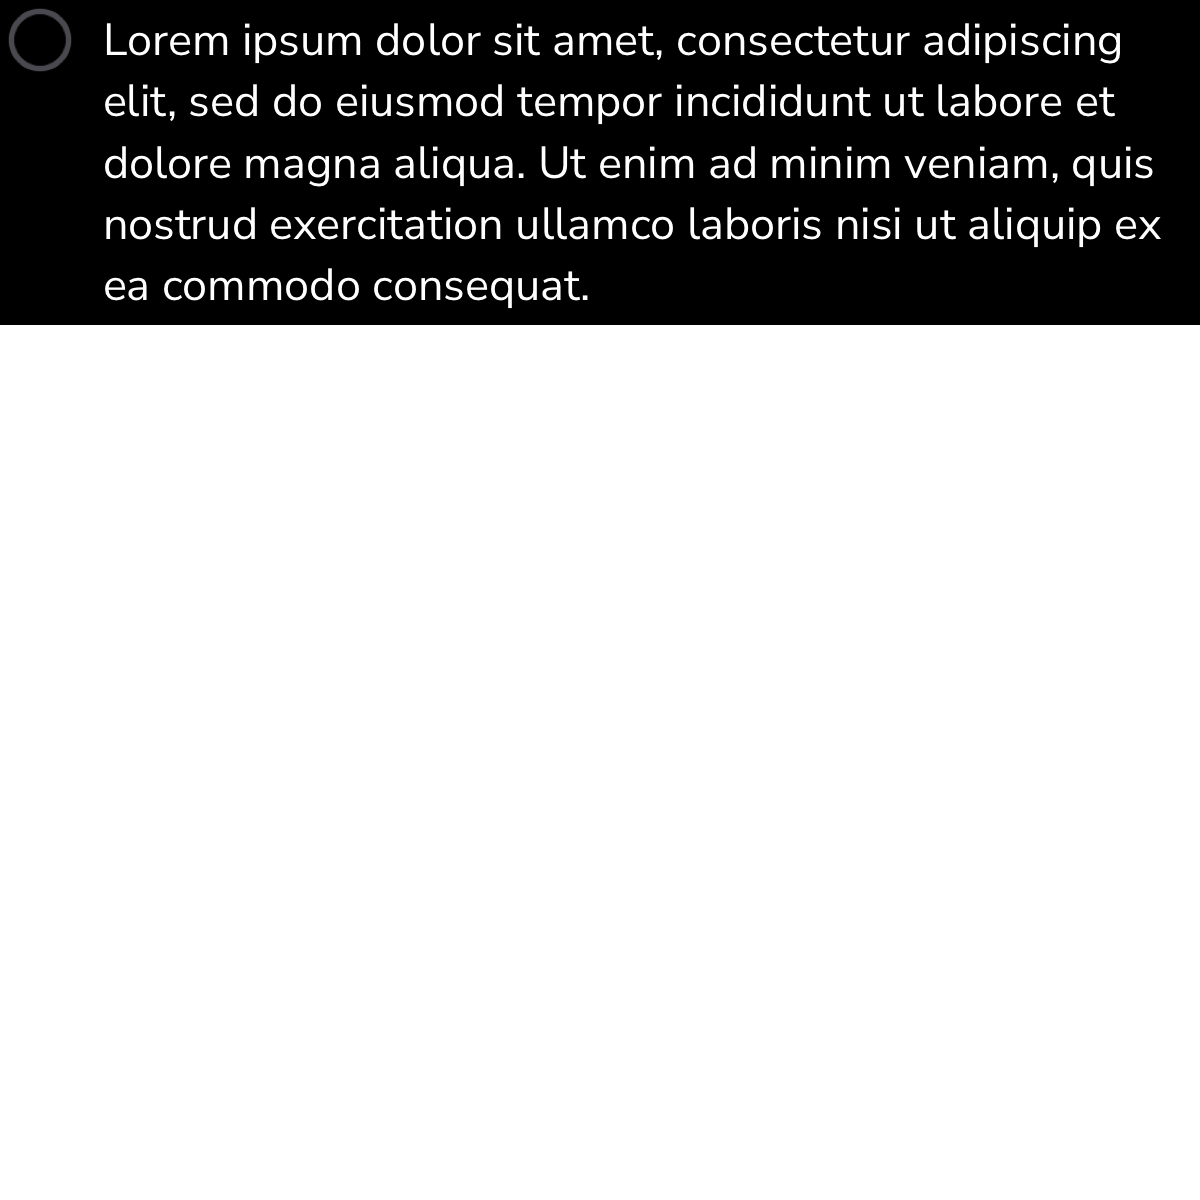 Lorem ipsum dolor sit amet, consectetur adipiscing
elit, sed do eiusmod tempor incididunt ut labore et
dolore magna aliqua. Ut enim ad minim veniam, quis
nostrud exercitation ullamco laboris nisi ut aliquip ex
ea commodo consequat.